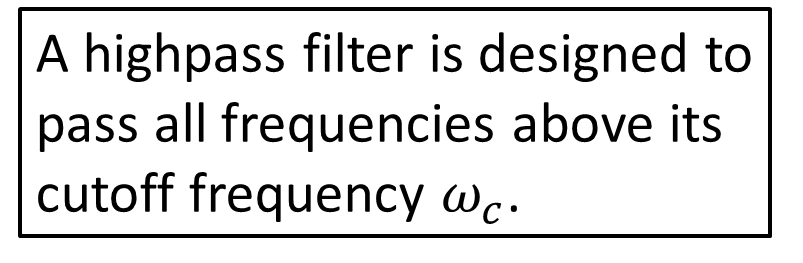 A highpass filter is designed to
pass all frequencies above its
cutoff frequency 𝜔𝑐.